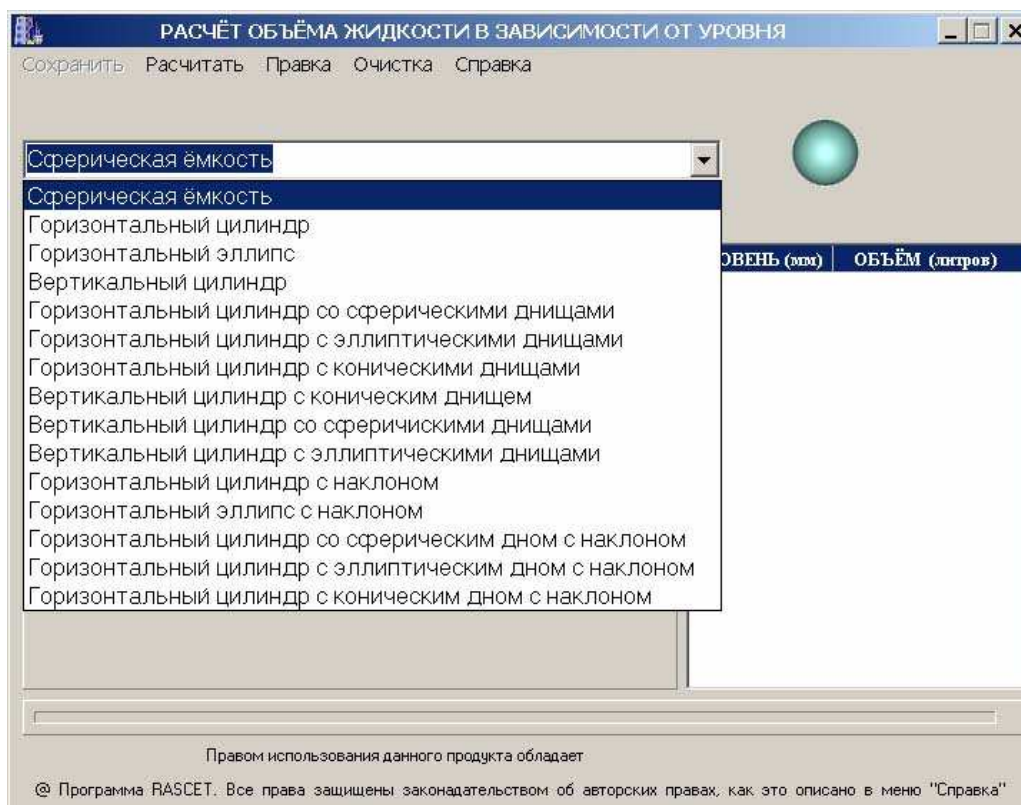 РАСЧЁТ ОБЪЁМА ЖИДКОСТИ В ЗАВИСИМОСТИ ОТ УРОВНЯ
Сохранить Расчитать Правка Очистка Справка
Сферическая ёмкость
Сферическая ёмкость
Горизонтальный цилиндр
Горизонтальный эллипс
ОВЕНЬ (мм) ОБЪЁМ (литров)
Вертикальный цилиндр
Горизонтальный цилиндр со сферическими днищами
Горизонтальный цилиндр с эллиптическими днищами
Горизонтальный цилиндр с коническими днищами
Вертикальный цилиндр с коническим днищем
Вертикальный цилиндр со сферичискими днищами
Вертикальный цилиндр с эллиптическими днищами
Горизонтальный цилиндр с наклоном
Горизонтальный эллипс с наклоном
Горизонтальный цилиндр со сферическим дном с наклоном
Горизонтальный цилиндр с эллиптическим дном с наклоном
Горизонтальный цилиндр с коническим дном с наклоном
Правом использования данного продукта обладает
@ Программа RASCET. Все права защищены законадательством об авторских правах, как это описано в меню "Справка"